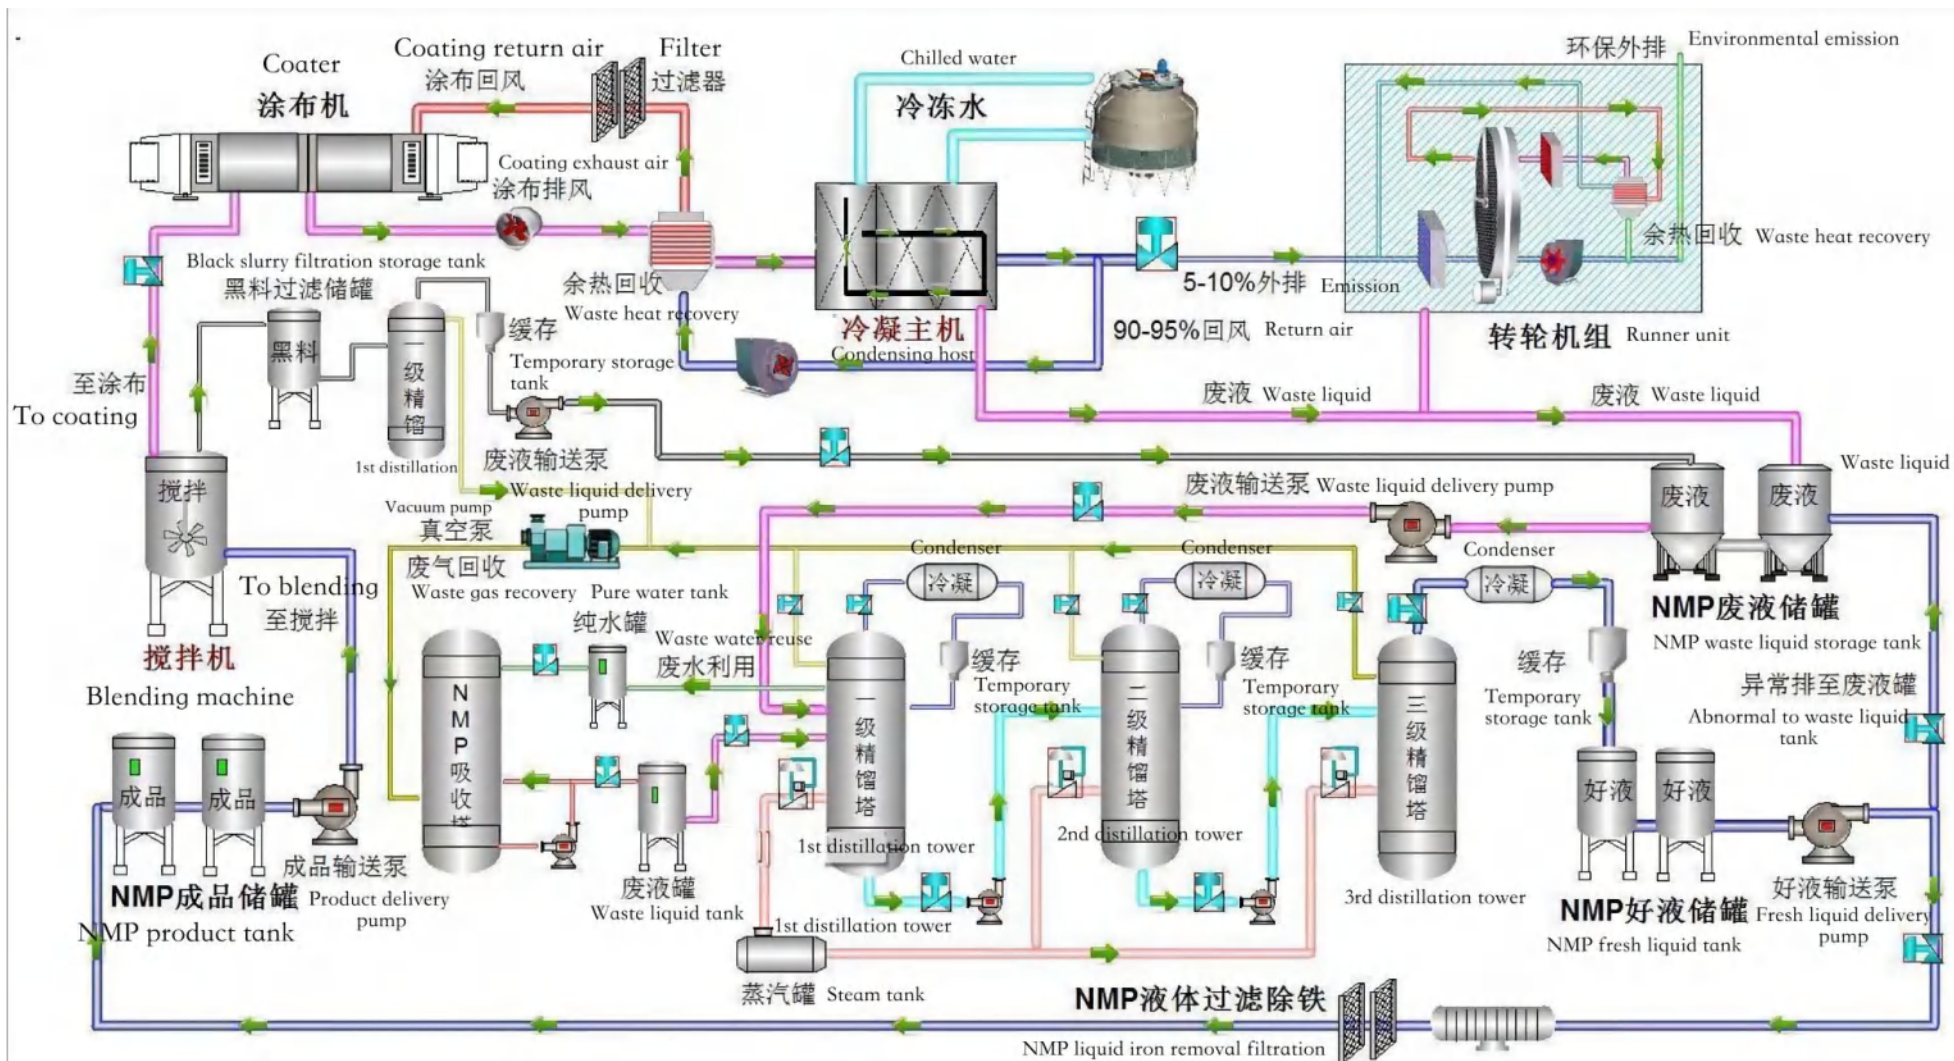 Coater
涂布机
Coating return air
涂布回风
Filter
过滤器
Chilled water
冷冻水
环保外排
Environmental emission
Coating exhaust air
涂布排风
余热回收 Waste heat recovery
Black slurry filtration storage tank
黑料过滤储罐
余热回收
Waste heat recovery
5-10%外排 Emission
90-95%回风 Return air
冷凝主机
Condensing host
转轮机组 Runner unit
黑料
一级精馏
1st distillation
缓存
Temporary storage
tank
至涂布
To coating
废液 Waste liquid
废液 Waste liquid
废液输送泵
Waste liquid delivery
pump
搅拌
Vacuum pump
真空泵
废液输送泵 Waste liquid delivery pump
废液
废液
Waste liquid
To blending
至搅拌
废气回收
Waste gas recovery
Pure water tank
纯水罐
Condenser
冷凝
Condenser
冷凝
Condenser
冷凝
NMP废液储罐
NMP waste liquid storage tank
搅拌机
Blending machine
Waste water reuse
废水利用
缓存
Temporary
storage tank
缓存
Temporary
storage tank
缓存
Temporary
storage tank
异常排至废液罐
Abnormal to waste liquid
tank
NMP吸收塔
一级精馏塔
二级精馏塔
三级精馏塔
成品
成品
好液
好液
1st distillation tower
2nd distillation tower
3rd distillation tower
成品输送泵
Product delivery
pump
NMP成品储罐
NMP product tank
废液罐
Waste liquid tank
1st distillation tower
好液输送泵
Fresh liquid delivery
pump
NMP好液储罐
NMP fresh liquid tank
蒸汽罐 Steam tank
NMP液体过滤除铁
NMP liquid iron removal filtration